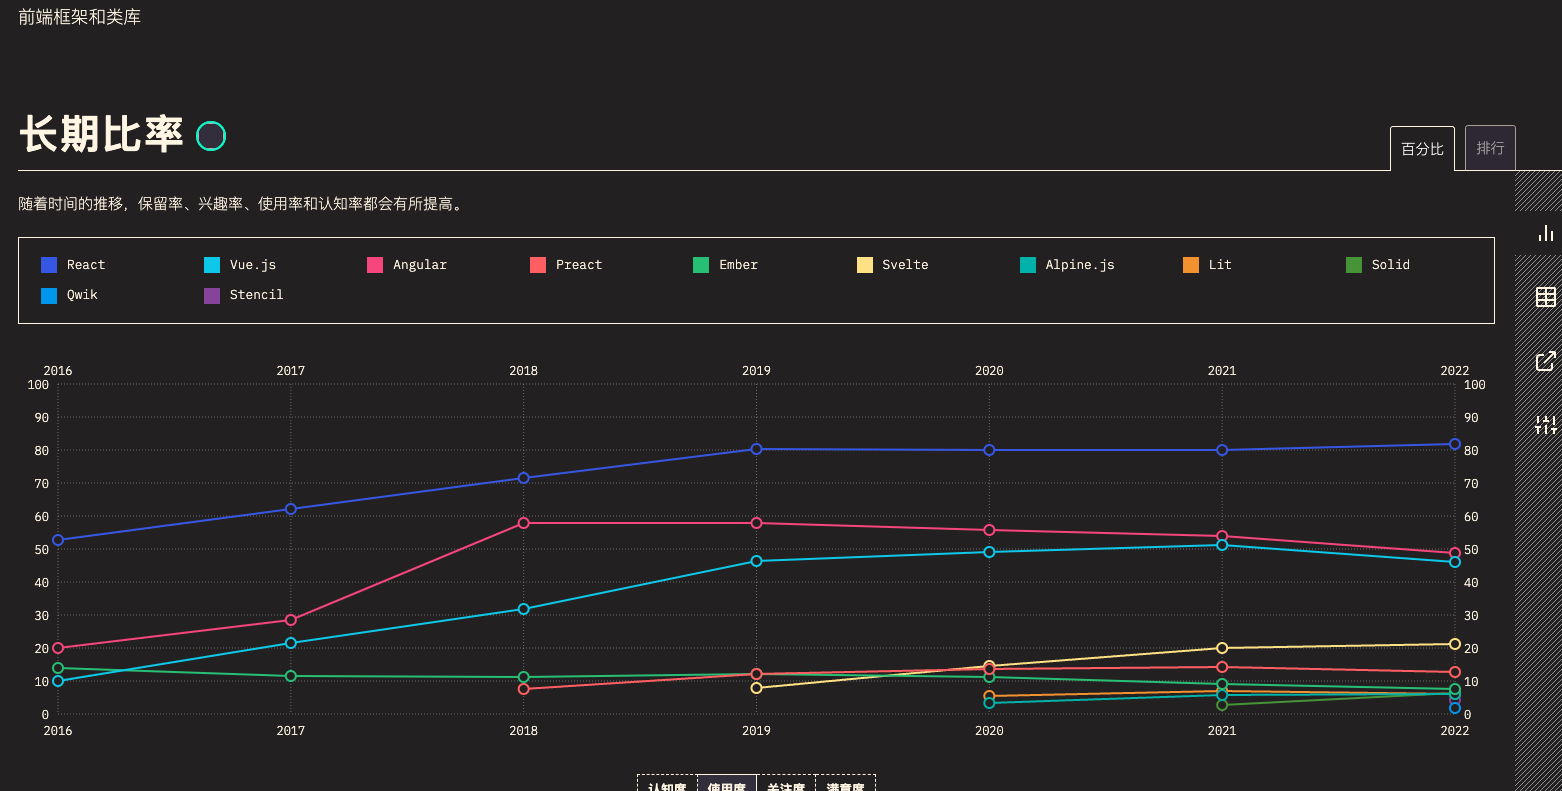 前端框架和类库
长期比率
百分比 排行
随着时间的推移，保留率、兴趣率、使用率和认知率都会有所提高。
React Vue.js Angular Preact Ember Svelte Alpine.js Lit Solid
Qwik Stencil
2016 2017 2018 2019 2020 2021 2022
100 100
90 90
80 80
70 70
60 60
50 50
40 40
30 30
20 20
10 10
0 0
2016 2017 2018 2019 2020 2021 2022
认知度 使用度 关注度 满意度